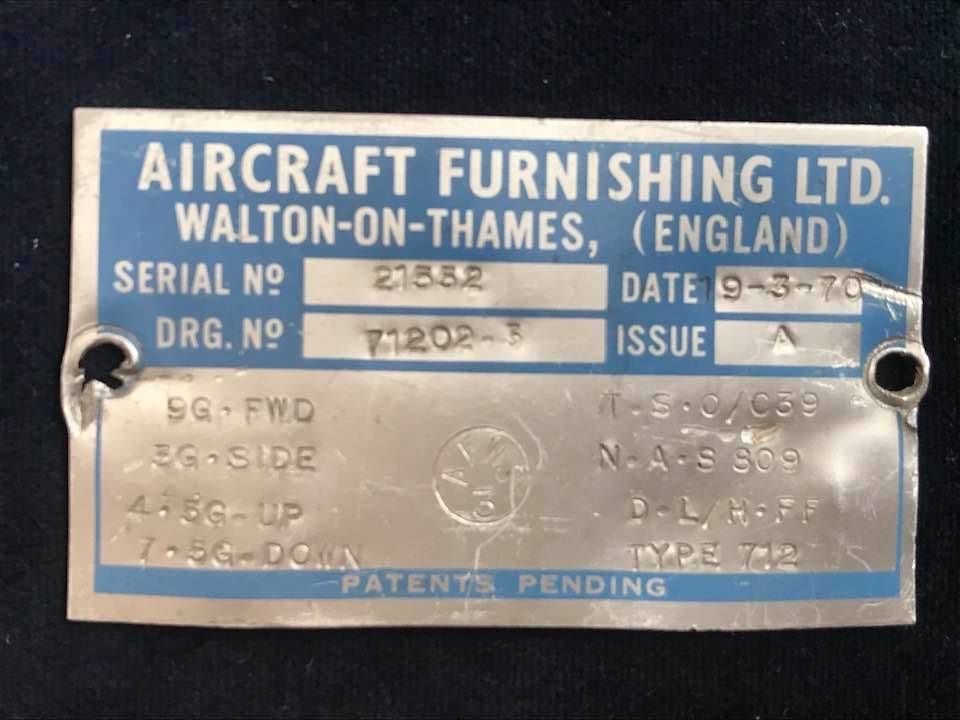 AIRCRAFT FURNISHING LTD.
WALTON-ON-THAMES, (ENGLAND)
SERIAL Nº 21552 DATE 19-3-70
DRG. Nº 71202-3 ISSUE A
9G·FWD T·S·O/C39
3G·SIDE N·A·S 809
4·5G-UP D·L/H·FF
7·5G-DOWN TYPE 712
PATENTS PENDING